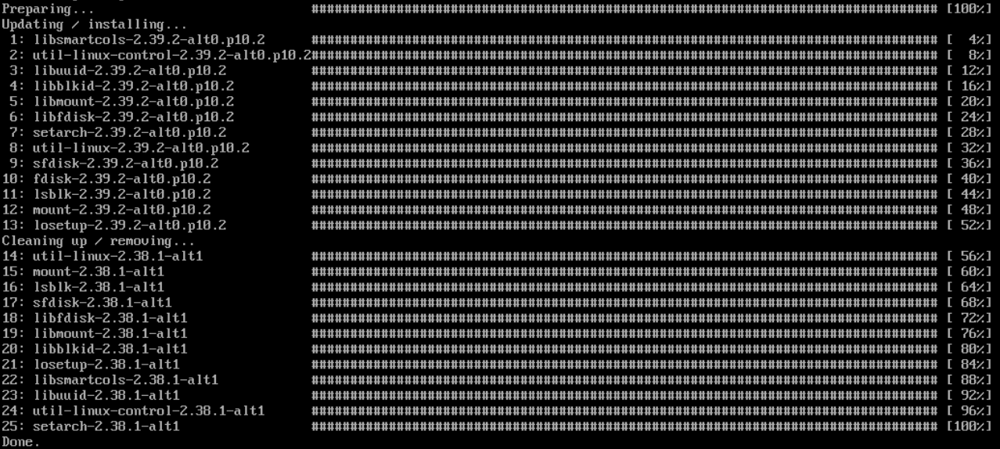 Preparing... ################################################################################# [100%]
Updating / installing...
1: libsmartcols-2.39.2-alt0.p10.2 ################################################################################# [ 4%]
2: util-linux-control-2.39.2-alt0.p10.2################################################################################# [ 8%]
3: libuuid-2.39.2-alt0.p10.2 ################################################################################# [ 12%]
4: libblkid-2.39.2-alt0.p10.2 ################################################################################# [ 16%]
5: libmount-2.39.2-alt0.p10.2 ################################################################################# [ 20%]
6: libfdisk-2.39.2-alt0.p10.2 ################################################################################# [ 24%]
7: setarch-2.39.2-alt0.p10.2 ################################################################################# [ 28%]
8: util-linux-2.39.2-alt0.p10.2 ################################################################################# [ 32%]
9: sfdisk-2.39.2-alt0.p10.2 ################################################################################# [ 36%]
10: fdisk-2.39.2-alt0.p10.2 ################################################################################# [ 40%]
11: lsblk-2.39.2-alt0.p10.2 ################################################################################# [ 44%]
12: mount-2.39.2-alt0.p10.2 ################################################################################# [ 48%]
13: losetup-2.39.2-alt0.p10.2 ################################################################################# [ 52%]
Cleaning up / removing...
14: util-linux-2.38.1-alt1 ################################################################################# [ 56%]
15: mount-2.38.1-alt1 ################################################################################# [ 60%]
16: lsblk-2.38.1-alt1 ################################################################################# [ 64%]
17: sfdisk-2.38.1-alt1 ################################################################################# [ 68%]
18: libfdisk-2.38.1-alt1 ################################################################################# [ 72%]
19: libmount-2.38.1-alt1 ################################################################################# [ 76%]
20: libblkid-2.38.1-alt1 ################################################################################# [ 80%]
21: losetup-2.38.1-alt1 ################################################################################# [ 84%]
22: libsmartcols-2.38.1-alt1 ################################################################################# [ 88%]
23: libuuid-2.38.1-alt1 ################################################################################# [ 92%]
24: util-linux-control-2.38.1-alt1 ################################################################################# [ 96%]
25: setarch-2.38.1-alt1 ################################################################################# [100%]
Done.